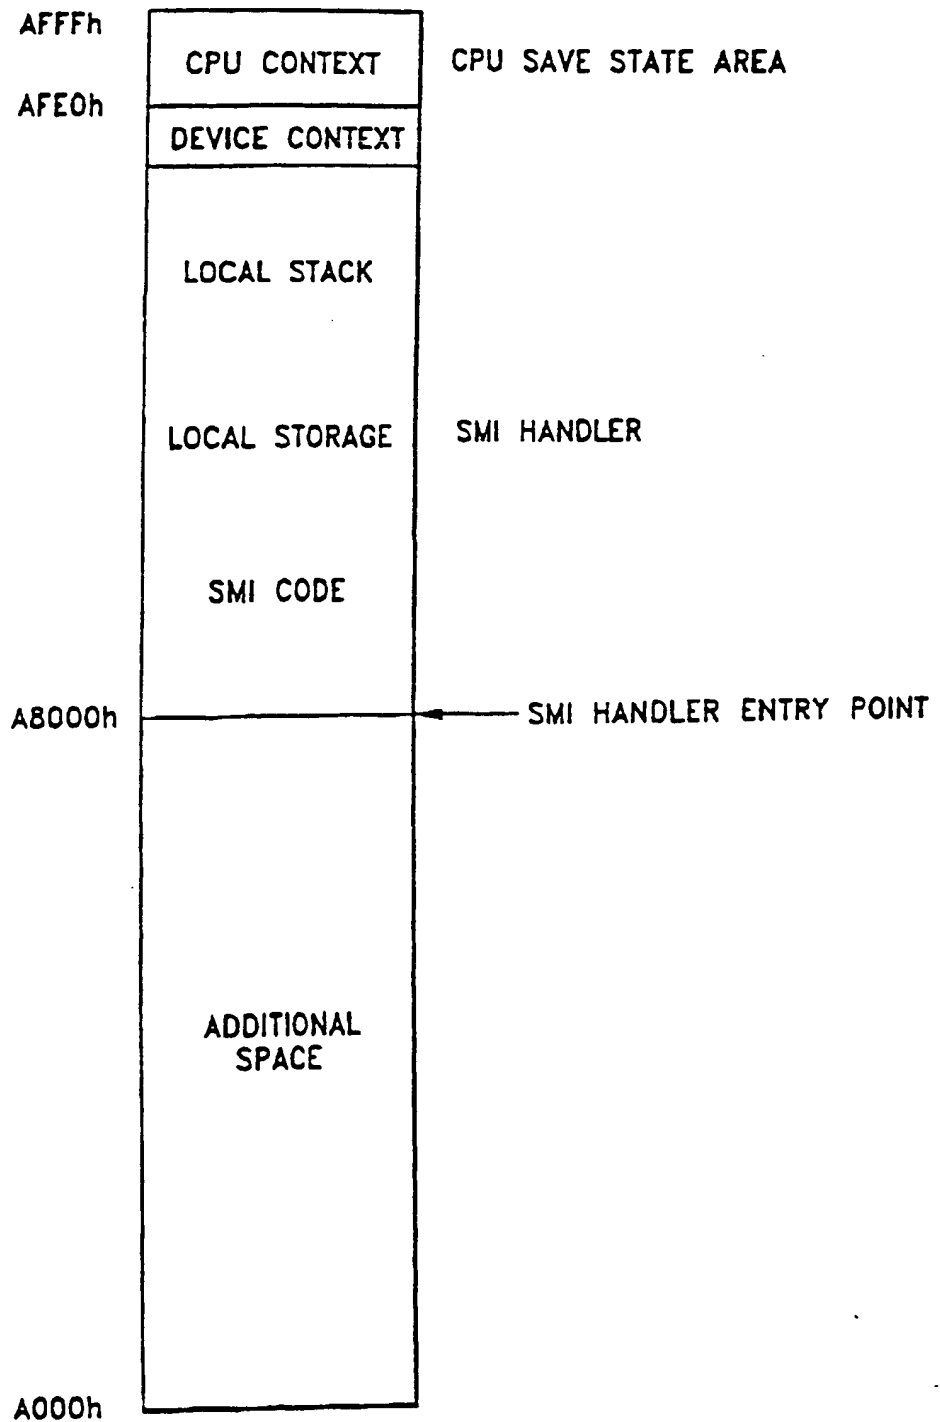 AFFFh
CPU CONTEXT
CPU SAVE STATE AREA
AFE0h
DEVICE CONTEXT
LOCAL STACK
LOCAL STORAGE
SMI HANDLER
SMI CODE
A8000h
SMI HANDLER ENTRY POINT
ADDITIONAL
SPACE
A000h